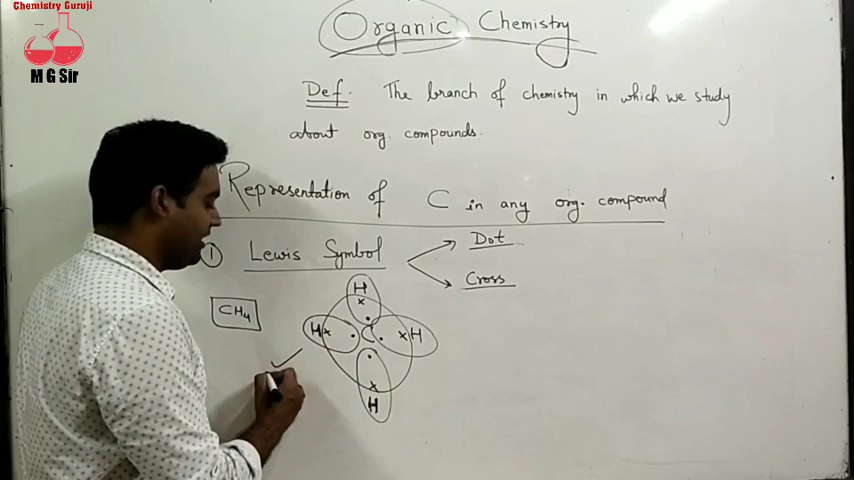 Chemistry Guruji
M G Sir
Organic Chemistry
Def. The branch of chemistry in which we study
about org. compounds.
Representation of C in any org. compound
① Lewis Symbol
Dot
Cross
CH₄
H
x
H x • C • x H
•
x
H